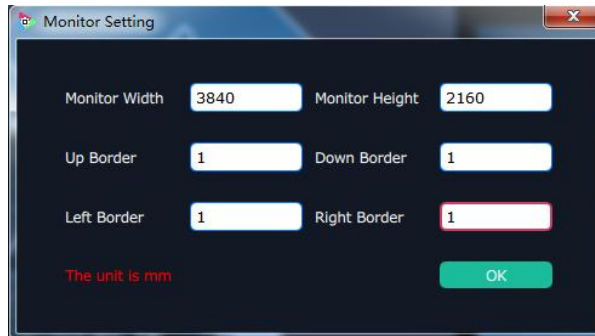 Monitor Setting
x
Monitor Width 3840 Monitor Height 2160
Up Border 1 Down Border 1
Left Border 1 Right Border 1
The unit is mm OK